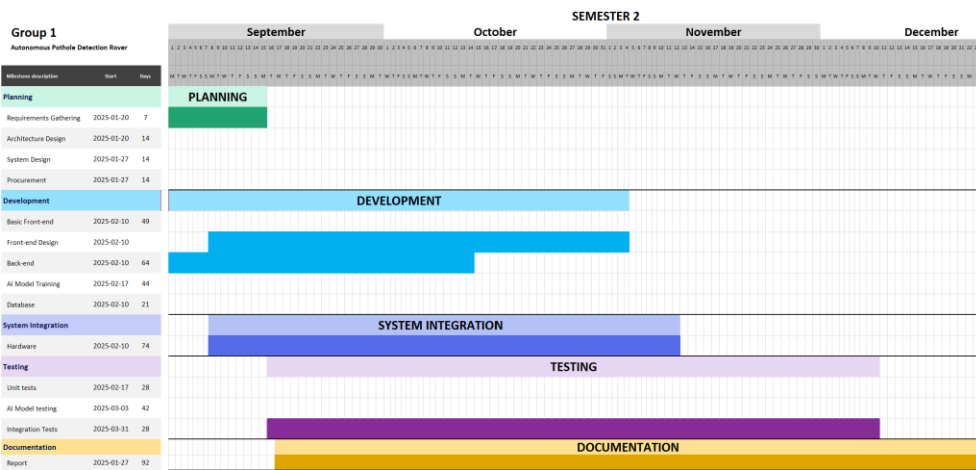 SEMESTER 2
Group 1
September October November December
Autonomous Pothole Detection Rover
Milestone description Start Days
Planning PLANNING
Requirements Gathering 2025-01-20 7
Architecture Design 2025-01-20 14
System Design 2025-01-27 14
Procurement 2025-01-27 14
Development DEVELOPMENT
Basic Front-end 2025-02-10 49
Front-end Design 2025-02-10
Back-end 2025-02-10 64
AI Model Training 2025-02-17 44
Database 2025-02-10 21
System Integration SYSTEM INTEGRATION
Hardware 2025-02-10 74
Testing TESTING
Unit tests 2025-02-17 28
AI Model testing 2025-03-03 42
Integration Tests 2025-03-31 28
Documentation DOCUMENTATION
Report 2025-01-27 92